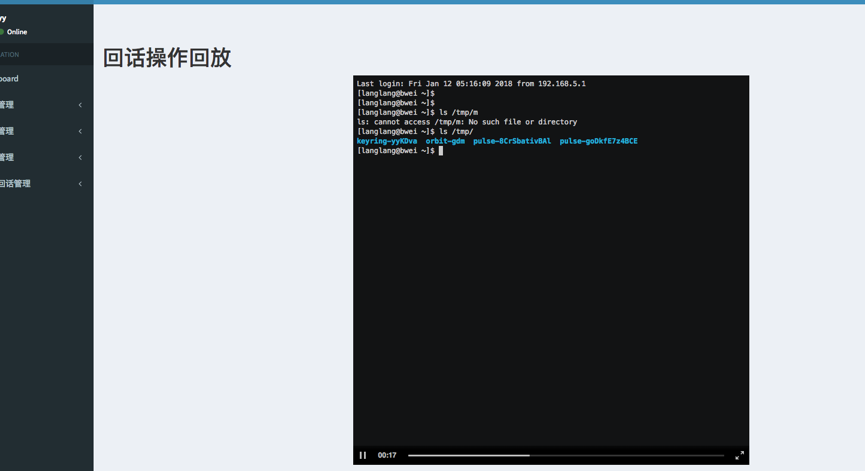 yy
Online
ATION
board
管理
管理
管理
回话管理
回话操作回放
Last login: Fri Jan 12 05:16:09 2018 from 192.168.5.1
[langlang@bwei ~]$
[langlang@bwei ~]$
[langlang@bwei ~]$ ls /tmp/m
ls: cannot access /tmp/m: No such file or directory
[langlang@bwei ~]$ ls /tmp/
keyring-yyKDva orbit-gdm pulse-8CrSbativBAl pulse-goDkfE7z4BCE
[langlang@bwei ~]$
00:17